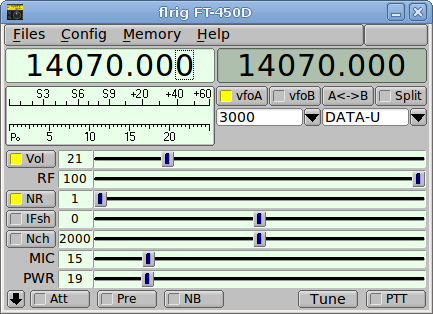 flrig FT-450D
Files Config Memory Help
14070.000 14070.000
S3 S6 S9 +20 +40 +60
Po 5 10 15 20
vfoA vfoB A<->B Split
3000 DATA-U
Vol 21
RF 100
NR 1
IFsh 0
Nch 2000
MIC 15
PWR 19
Att Pre NB Tune PTT